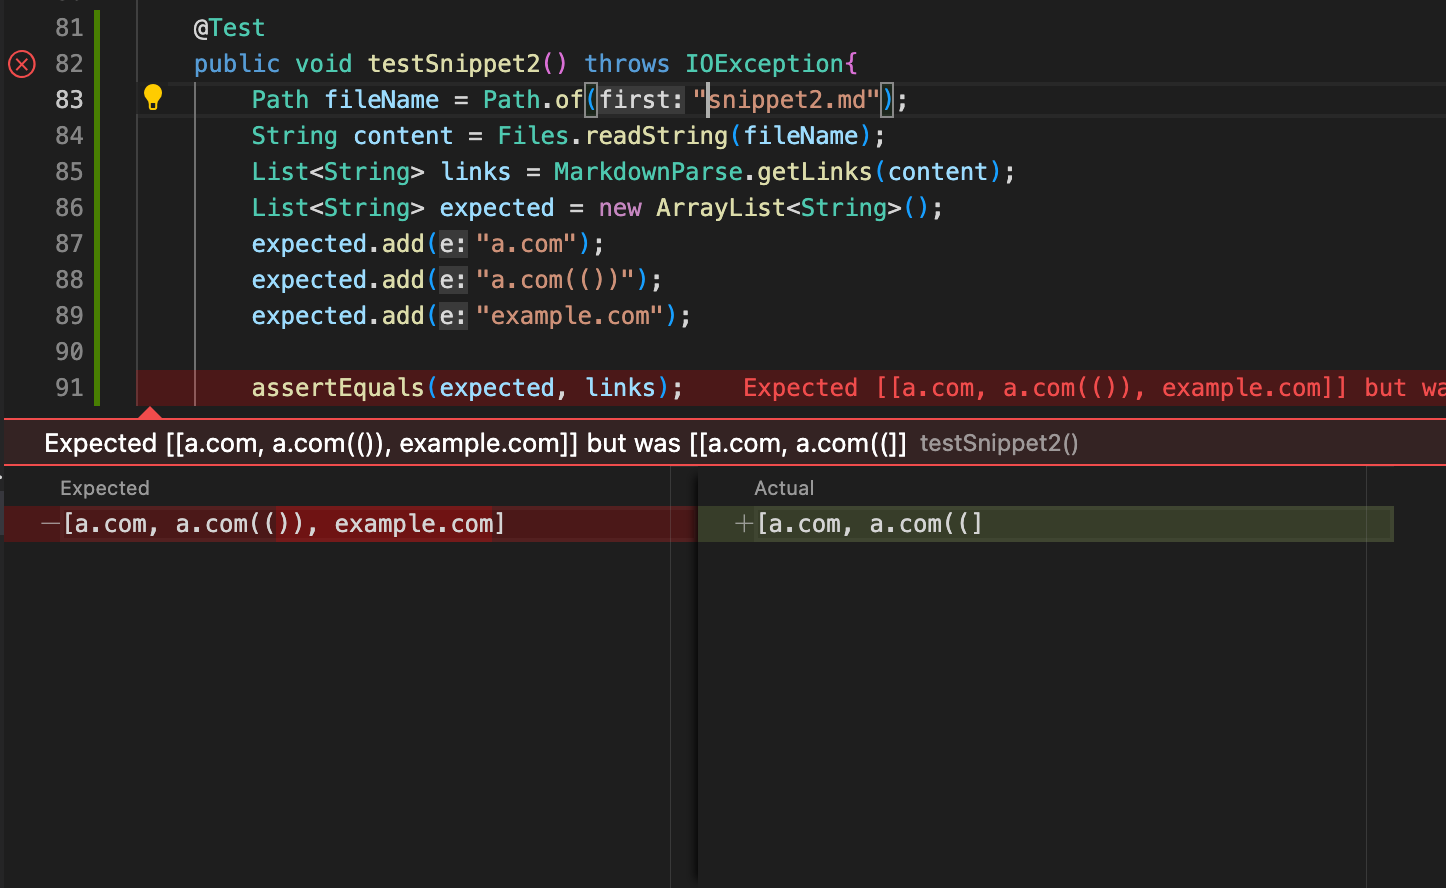 81 @Test
82 public void testSnippet2() throws IOException{
83 Path fileName = Path.of(first: "snippet2.md");
84 String content = Files.readString(fileName);
85 List<String> links = MarkdownParse.getLinks(content);
86 List<String> expected = new ArrayList<String>();
87 expected.add(e: "a.com");
88 expected.add(e: "a.com(())");
89 expected.add(e: "example.com");
90
91 assertEquals(expected, links); Expected [[a.com, a.com(()), example.com]] but wa
Expected [[a.com, a.com(()), example.com]] but was [[a.com, a.com((]] testSnippet2()
Expected Actual
—[a.com, a.com(()), example.com] +[a.com, a.com((]